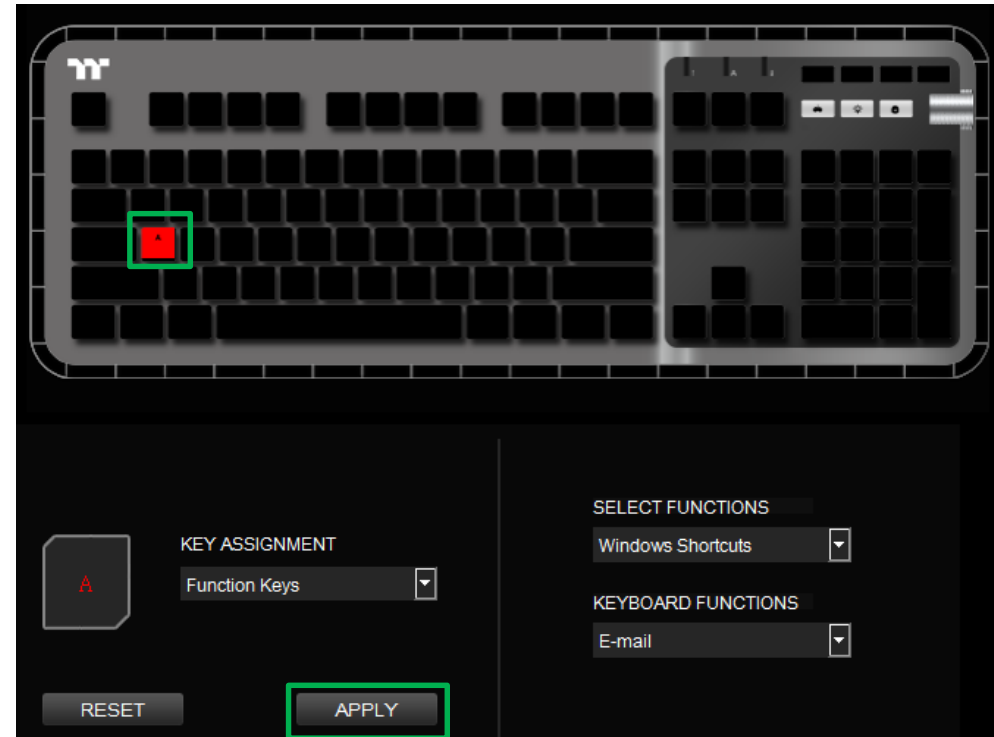 A
A
SELECT FUNCTIONS
KEY ASSIGNMENT
Windows Shortcuts
A
Function Keys
KEYBOARD FUNCTIONS
E-mail
RESET
APPLY